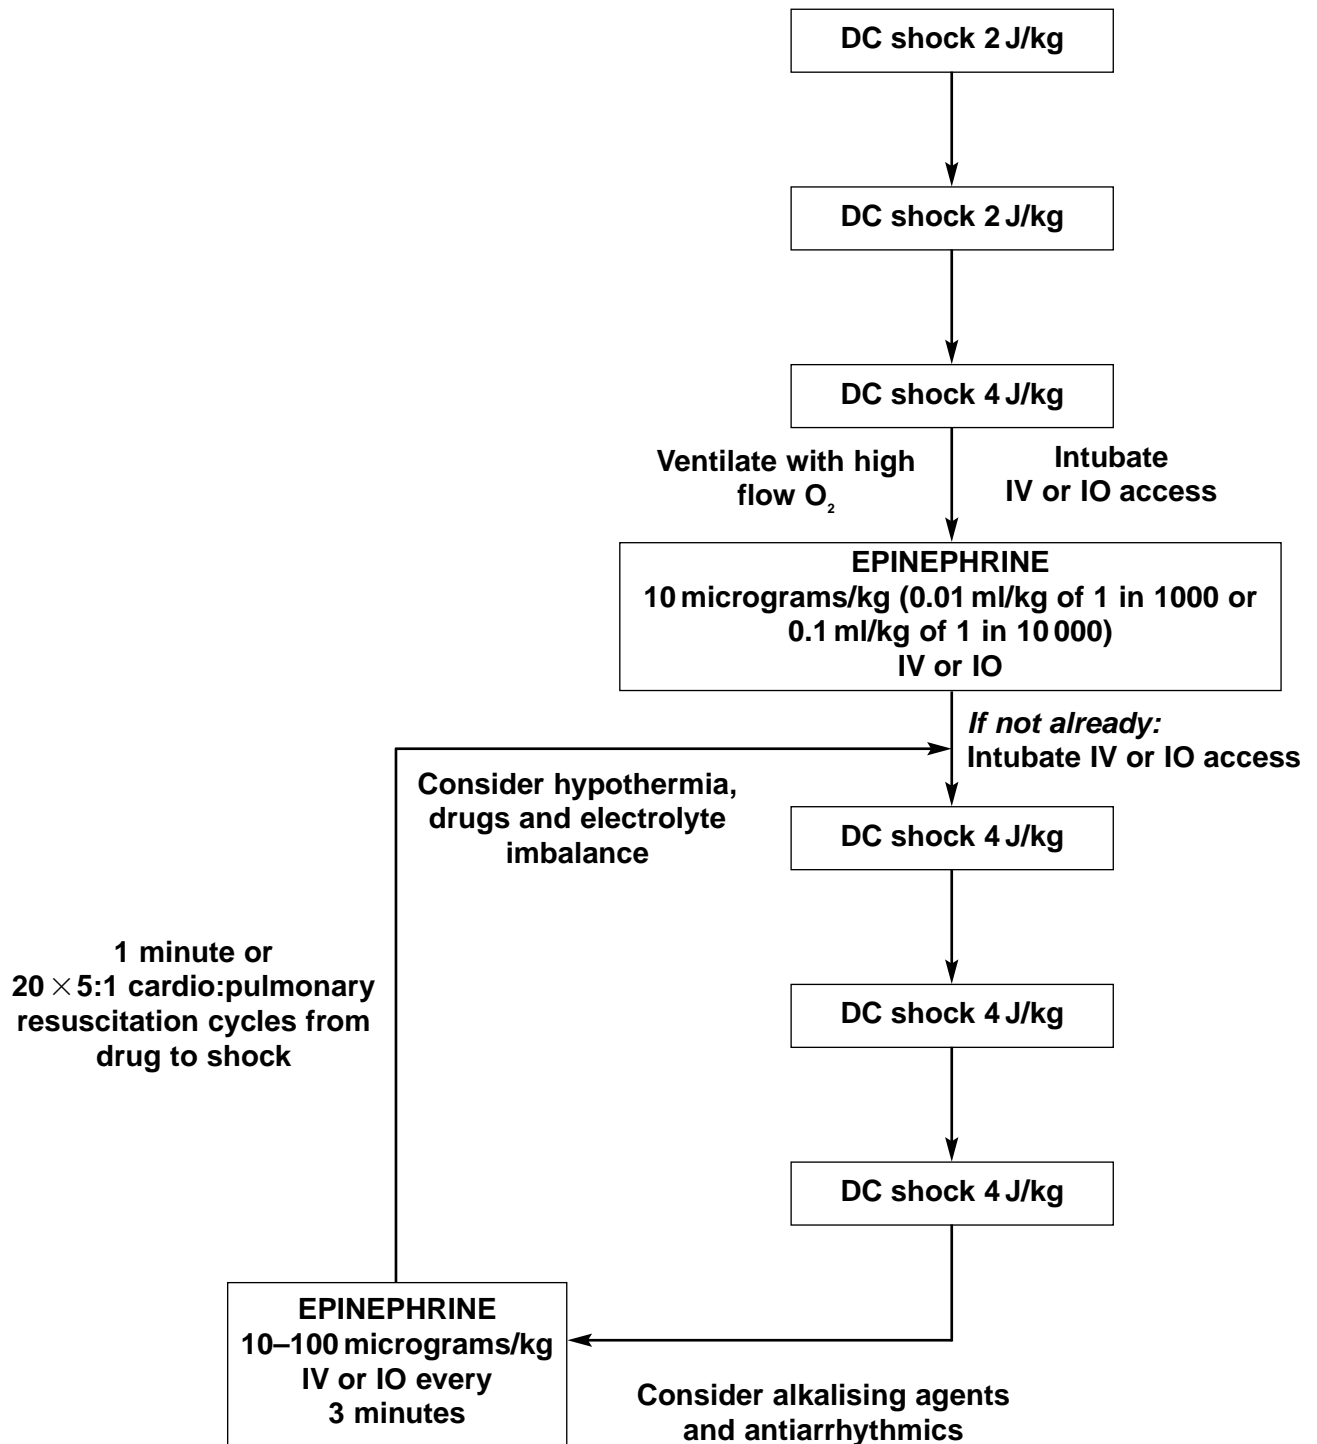 DC shock 2 J/kg
DC shock 2 J/kg
DC shock 4 J/kg
Ventilate with high
flow O₂
Intubate
IV or IO access
EPINEPHRINE
10 micrograms/kg (0.01 ml/kg of 1 in 1000 or
0.1 ml/kg of 1 in 10 000)
IV or IO
If not already:
Intubate IV or IO access
Consider hypothermia,
drugs and electrolyte
imbalance
DC shock 4 J/kg
1 minute or
20 × 5:1 cardio:pulmonary
resuscitation cycles from
drug to shock
DC shock 4 J/kg
DC shock 4 J/kg
EPINEPHRINE
10–100 micrograms/kg
IV or IO every
3 minutes
Consider alkalising agents
and antiarrhythmics